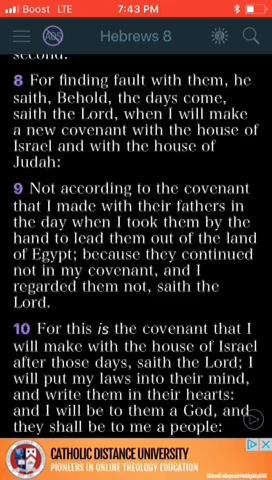 Boost LTE 7:43 PM
ADS Hebrews 8
second.
8 For finding fault with them, he
saith, Behold, the days come,
saith the Lord, when I will make
a new covenant with the house of
Israel and with the house of
Judah:
9 Not according to the covenant
that I made with their fathers in
the day when I took them by the
hand to lead them out of the land
of Egypt; because they continued
not in my covenant, and I
regarded them not, saith the
Lord.
10 For this is the covenant that I
will make with the house of Israel
after those days, saith the Lord; I
will put my laws into their mind,
and write them in their hearts:
and I will be to them a God, and
they shall be to me a people:
CATHOLIC DISTANCE UNIVERSITY
PIONEERS IN ONLINE THEOLOGY EDUCATION